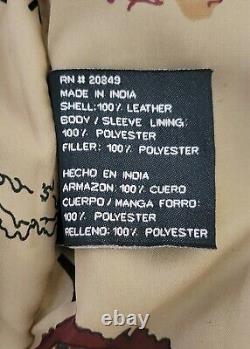 RN# 20849
MADE IN INDIA
SHELL:100% LEATHER
BODY / SLEEVE LINING:
100% POLYESTER
FILLER: 100% POLYESTER
HECHO EN INDIA
ARMAZON: 100% CUERO
CUERPO / MANGA FORRO:
100% POLYESTER
RELLENO: 100% POLYESTER